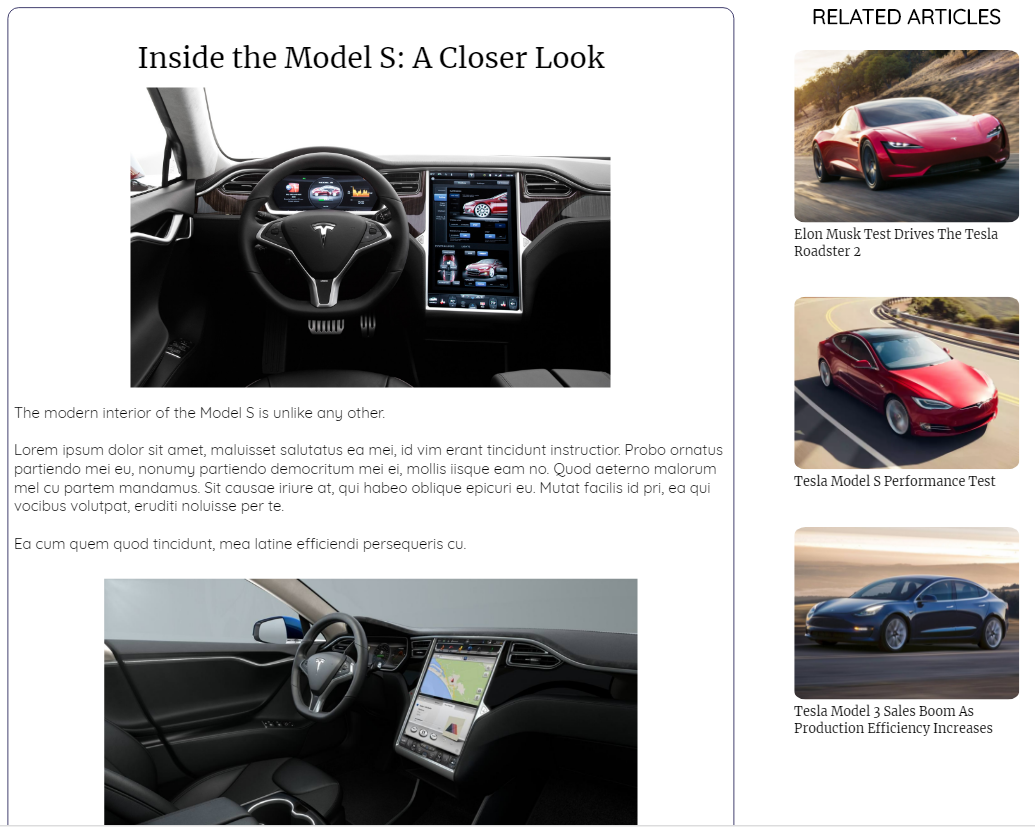 Inside the Model S: A Closer Look
The modern interior of the Model S is unlike any other.
Lorem ipsum dolor sit amet, maluisset salutatus ea mei, id vim erant tincidunt instructior. Probo ornatus
partiendo mei eu, nonumy partiendo democritum mei ei, mollis iisque eam no. Quod aeterno malorum
mel cu partem mandamus. Sit causae iriure at, qui habeo oblique epicuri eu. Mutat facilis id pri, ea qui
vocibus volutpat, eruditi noluisse per te.
Ea cum quem quod tincidunt, mea latine efficiendi persequeris cu.
RELATED ARTICLES
Elon Musk Test Drives The Tesla
Roadster 2
Tesla Model S Performance Test
Tesla Model 3 Sales Boom As
Production Efficiency Increases